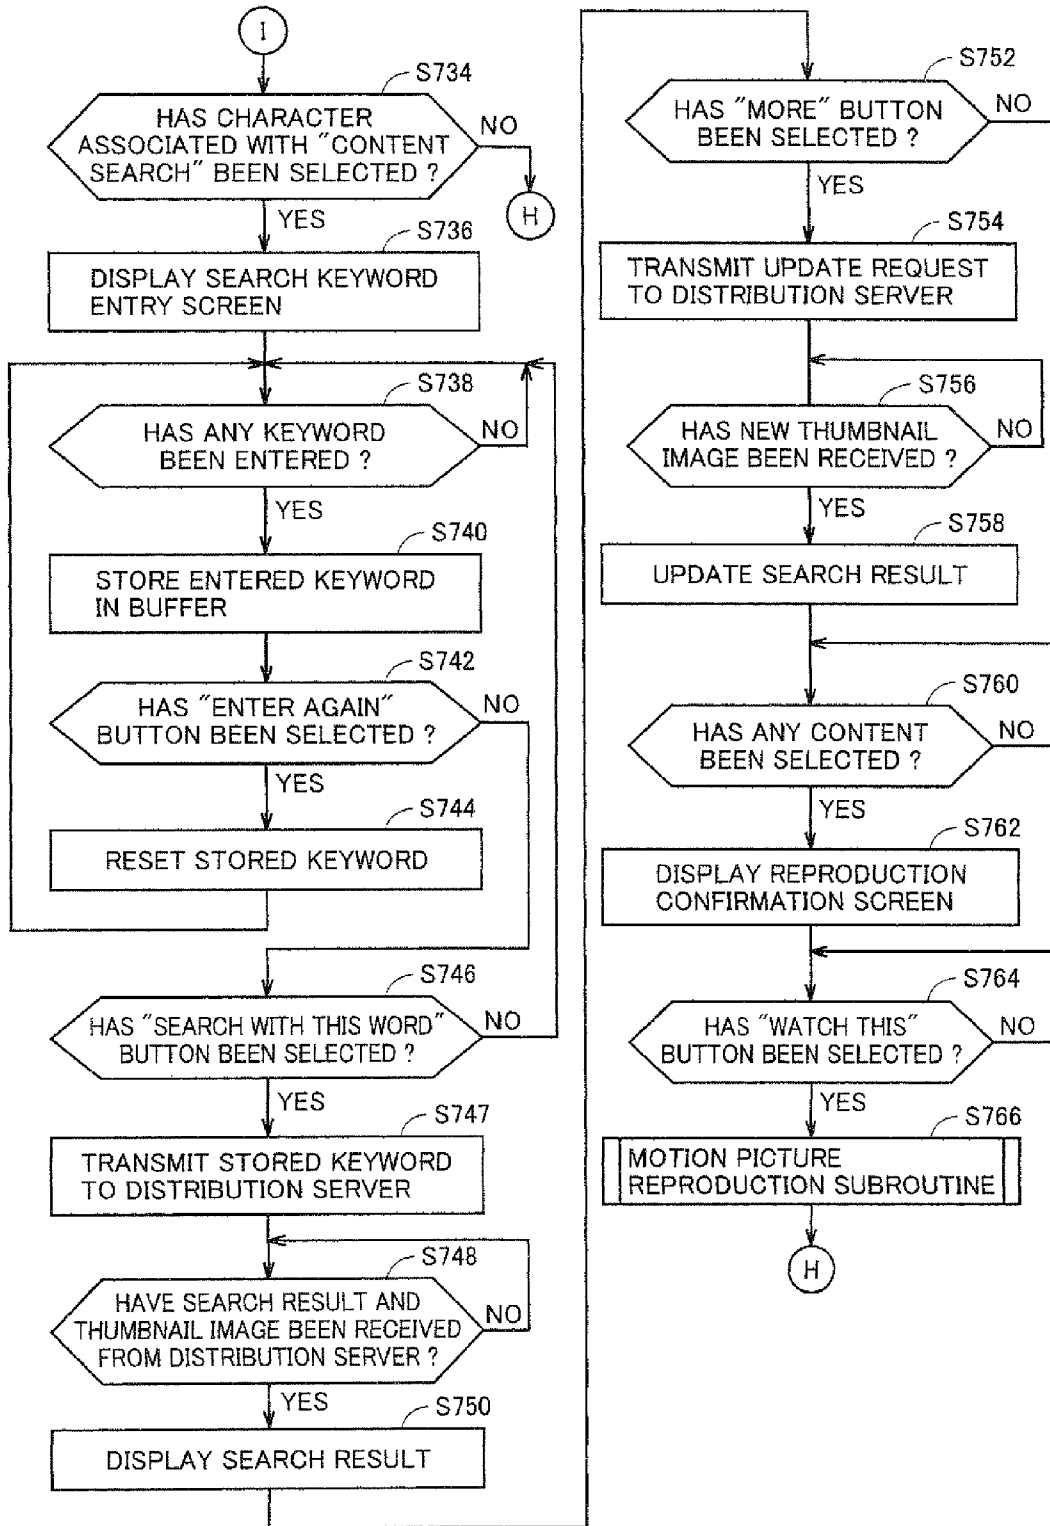 I
S734
HAS CHARACTER
ASSOCIATED WITH "CONTENT
SEARCH" BEEN SELECTED ?
NO
H
YES
S736
DISPLAY SEARCH KEYWORD
ENTRY SCREEN
S738
HAS ANY KEYWORD
BEEN ENTERED ?
NO
YES
S740
STORE ENTERED KEYWORD
IN BUFFER
S742
HAS "ENTER AGAIN"
BUTTON BEEN SELECTED ?
NO
YES
S744
RESET STORED KEYWORD
S746
HAS "SEARCH WITH THIS WORD"
BUTTON BEEN SELECTED ?
NO
YES
S747
TRANSMIT STORED KEYWORD
TO DISTRIBUTION SERVER
S748
HAVE SEARCH RESULT AND
THUMBNAIL IMAGE BEEN RECEIVED
FROM DISTRIBUTION SERVER ?
NO
YES
S750
DISPLAY SEARCH RESULT
S752
HAS "MORE" BUTTON
BEEN SELECTED ?
NO
YES
S754
TRANSMIT UPDATE REQUEST
TO DISTRIBUTION SERVER
S756
HAS NEW THUMBNAIL
IMAGE BEEN RECEIVED ?
NO
YES
S758
UPDATE SEARCH RESULT
S760
HAS ANY CONTENT
BEEN SELECTED ?
NO
YES
S762
DISPLAY REPRODUCTION
CONFIRMATION SCREEN
S764
HAS "WATCH THIS"
BUTTON BEEN SELECTED ?
NO
YES
S766
MOTION PICTURE
REPRODUCTION SUBROUTINE
H